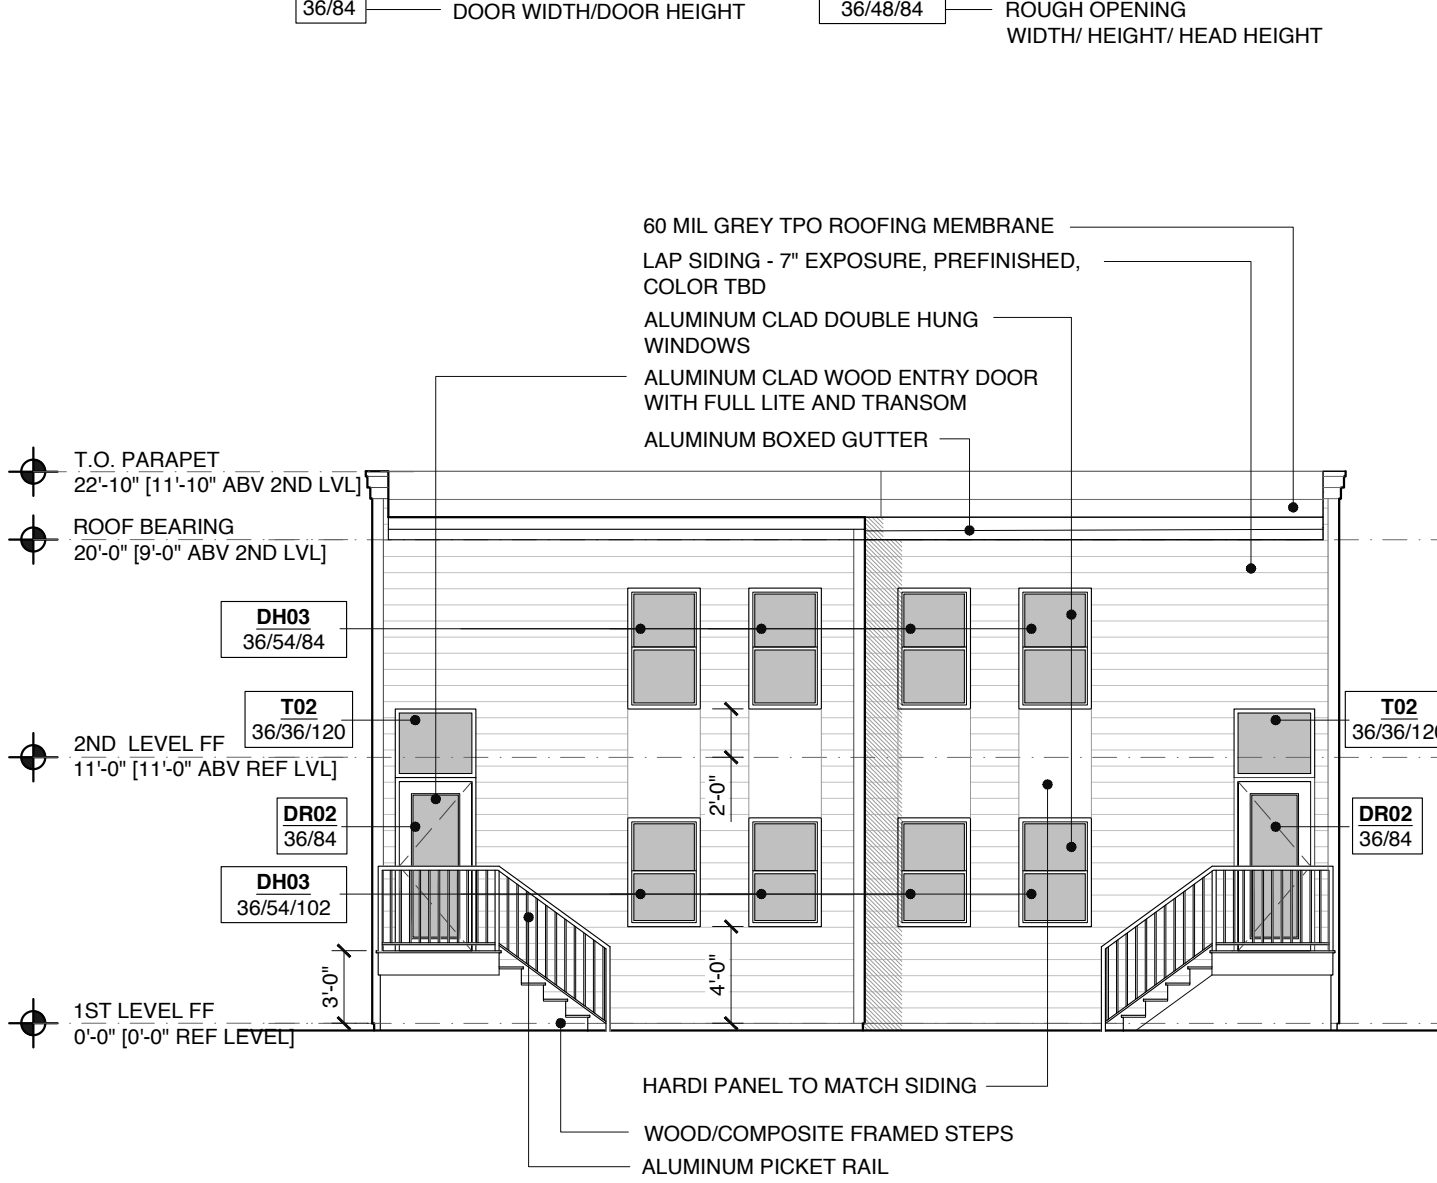 36/84
DOOR WIDTH/DOOR HEIGHT
36/48/84
ROUGH OPENING
WIDTH/ HEIGHT/ HEAD HEIGHT
60 MIL GREY TPO ROOFING MEMBRANE
LAP SIDING - 7" EXPOSURE, PREFINISHED,
COLOR TBD
ALUMINUM CLAD DOUBLE HUNG
WINDOWS
ALUMINUM CLAD WOOD ENTRY DOOR
WITH FULL LITE AND TRANSOM
ALUMINUM BOXED GUTTER
T.O. PARAPET
22'-10" [11'-10" ABV 2ND LVL]
ROOF BEARING
20'-0" [9'-0" ABV 2ND LVL]
DH03
36/54/84
T02
36/36/120
T02
36/36/120
2ND LEVEL FF
11'-0" [11'-0" ABV REF LVL]
2'-0"
DR02
36/84
DR02
36/84
DH03
36/54/102
3'-0"
4'-0"
1ST LEVEL FF
0'-0" [0'-0" REF LEVEL]
HARDI PANEL TO MATCH SIDING
WOOD/COMPOSITE FRAMED STEPS
ALUMINUM PICKET RAIL